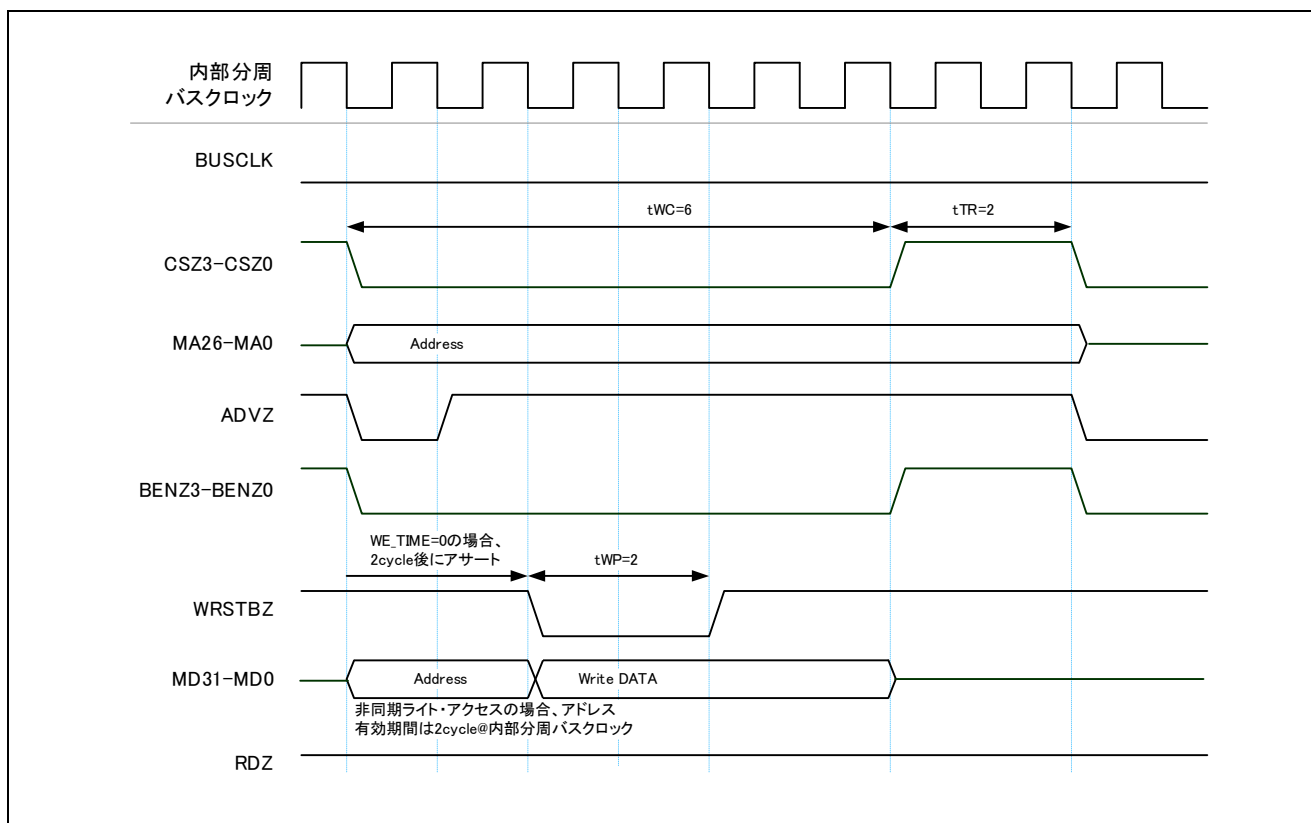 内部分周
バスクロック
BUSCLK
tWC=6
tTR=2
CSZ3-CSZ0
MA26-MA0
Address
ADVZ
BENZ3-BENZ0
WE_TIME=0の場合、
2cycle後にアサート
tWP=2
WRSTBZ
MD31-MD0
Address
Write DATA
非同期ライト・アクセスの場合、アドレス
有効期間は2cycle@内部分周バスクロック
RDZ